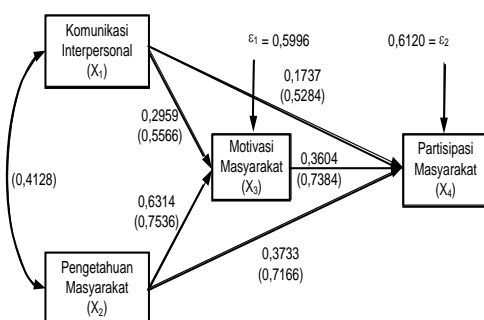 Komunikasi
Interpersonal
(X₁)
ε₁ = 0,5996
0,6120 = ε₂
0,1737
(0,5284)
0,2959
(0,5566)
Motivasi
Masyarakat
(X₃)
0,3604
(0,7384)
Partisipasi
Masyarakat
(X₄)
(0,4128)
0,6314
(0,7536)
0,3733
(0,7166)
Pengetahuan
Masyarakat
(X₂)